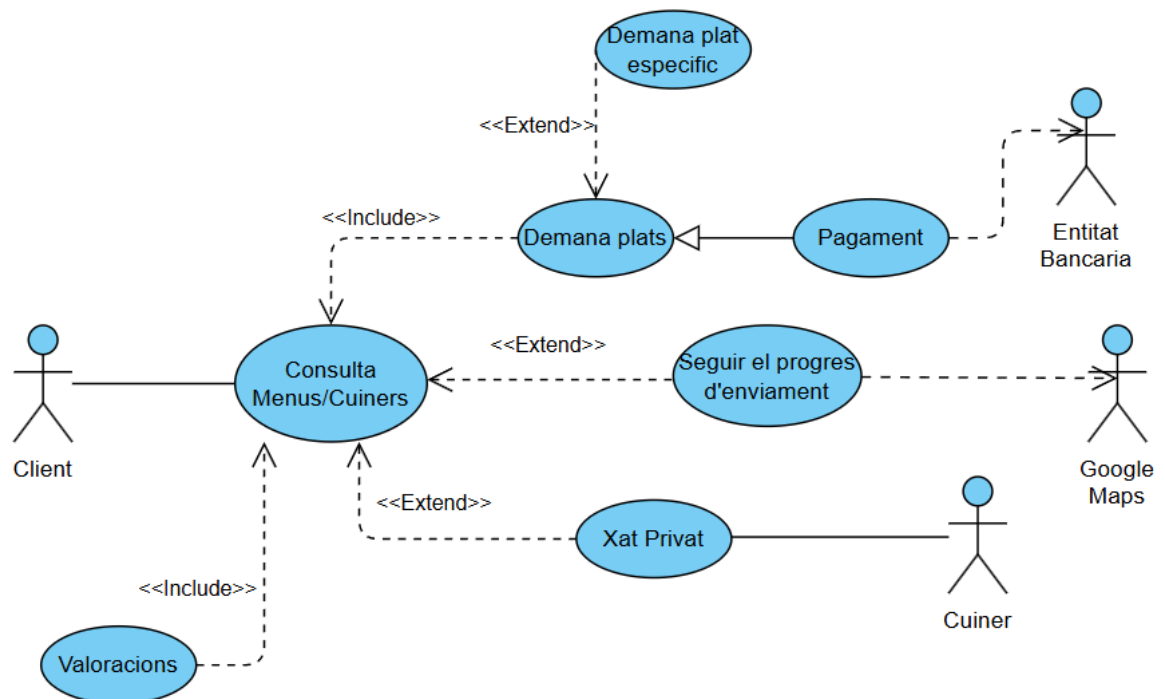 Demana plat
especific
<<Extend>>
<<Include>>
Demana plats
Pagament
Entitat
Bancaria
Consulta
Menus/Cuiners
<<Extend>>
Seguir el progres
d'enviament
Client
Google
Maps
<<Extend>>
Xat Privat
Cuiner
<<Include>>
Valoracions